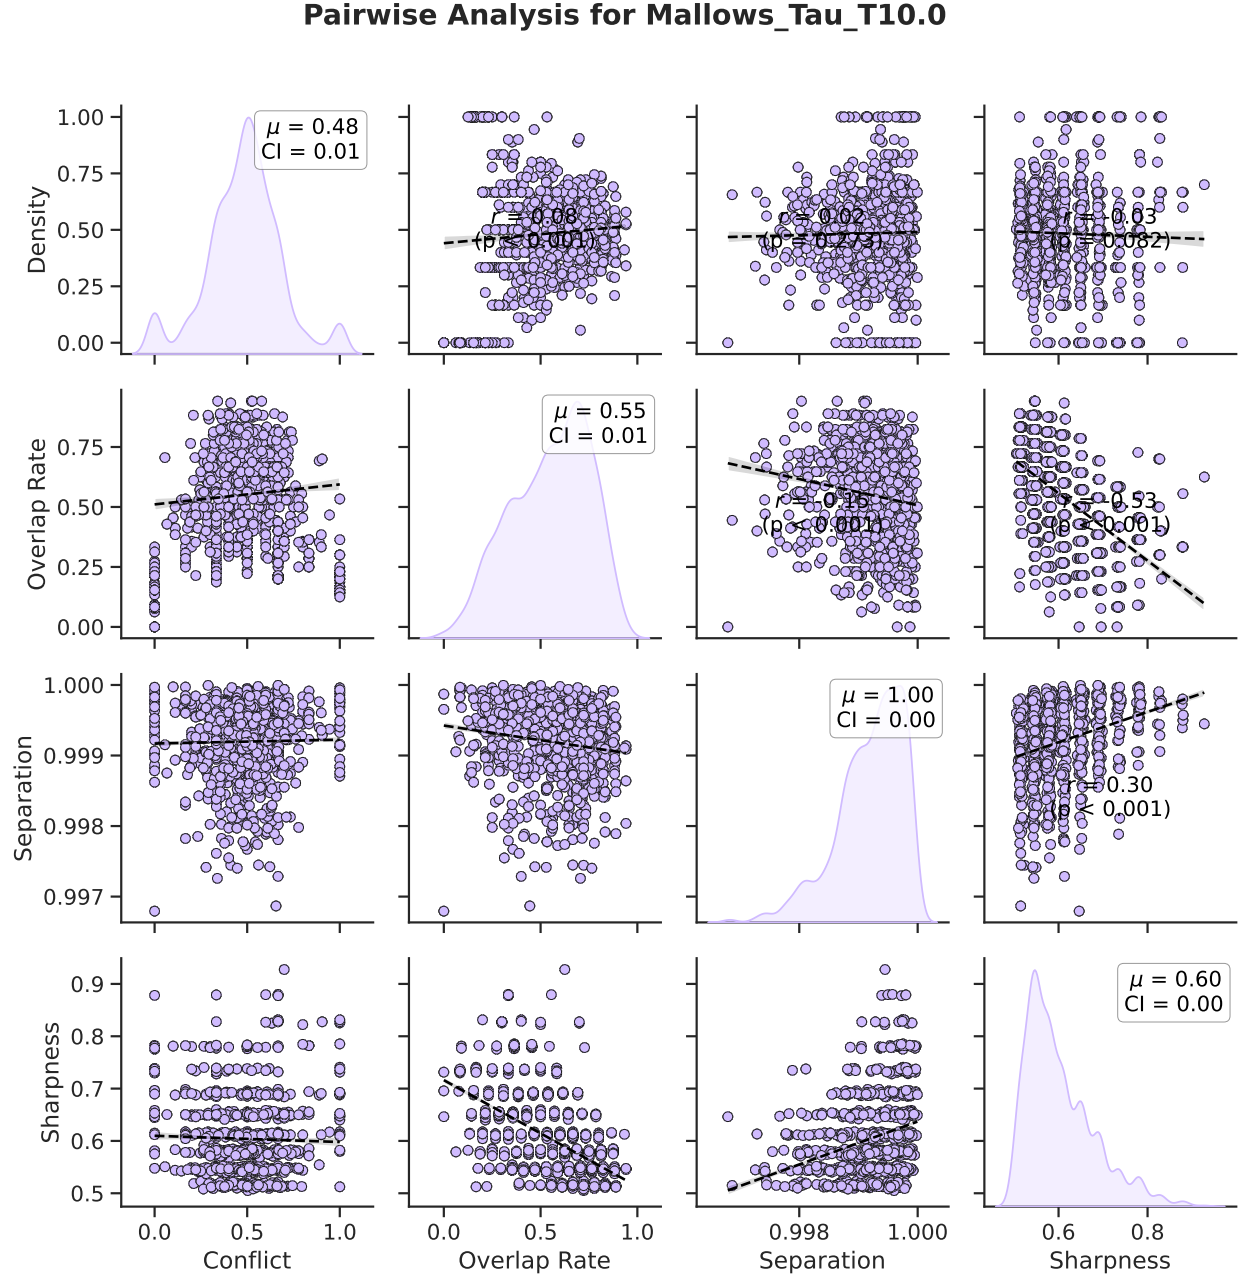 Pairwise Analysis for Mallows_Tau_T10.0
1.00
0.75
0.50
0.25
0.00
Density
μ = 0.48
CI = 0.01
r = 0.08
(p < 0.001)
r = 0.02
(p = 0.273)
r = -0.03
(p = 0.082)
0.75
0.50
0.25
0.00
Overlap Rate
μ = 0.55
CI = 0.01
r = -0.15
(p < 0.001)
r = -0.53
(p < 0.001)
1.000
0.999
0.998
0.997
Separation
μ = 1.00
CI = 0.00
r = 0.30
(p < 0.001)
0.9
0.8
0.7
0.6
0.5
Sharpness
μ = 0.60
CI = 0.00
0.0 0.5 1.0
0.0 0.5 1.0
0.998 1.000
0.6 0.8
Conflict
Overlap Rate
Separation
Sharpness